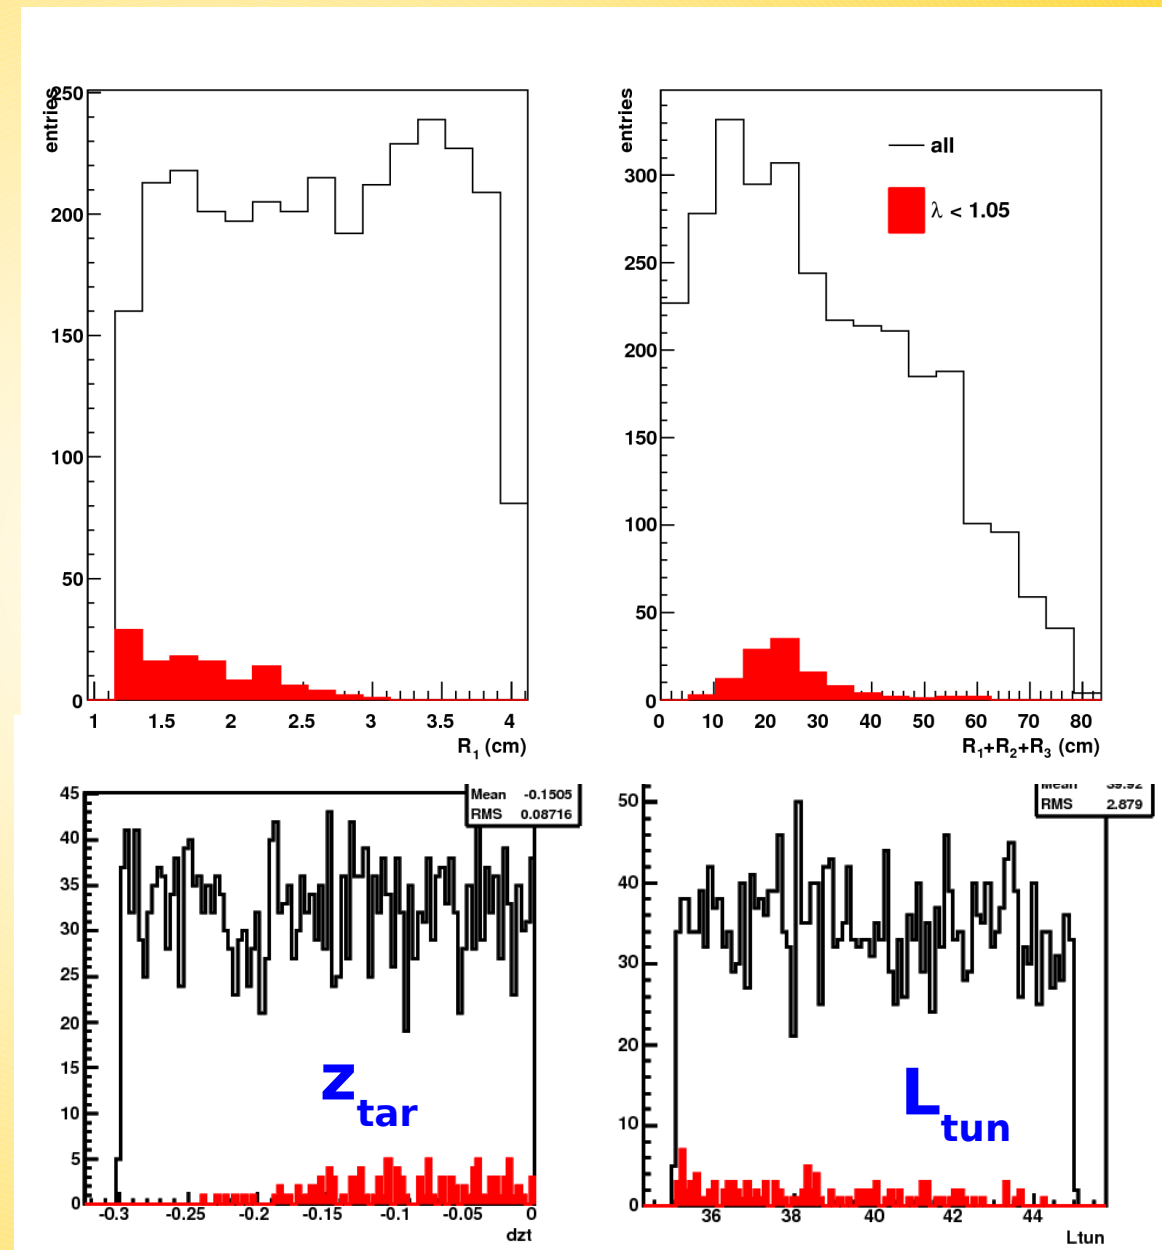 entries
250
200
150
100
50
0
1 1.5 2 2.5 3 3.5 4
R1 (cm)
entries
all
λ < 1.05
300
250
200
150
100
50
0
0 10 20 30 40 50 60 70 80
R1+R2+R3 (cm)
Mean -0.1505
RMS 0.08716
45
40
35
30
25
20
15
10
5
0
ztar
-0.3 -0.25 -0.2 -0.15 -0.1 -0.05 0
dzt
Mean 39.92
RMS 2.879
50
40
30
20
10
0
Ltun
36 38 40 42 44
Ltun